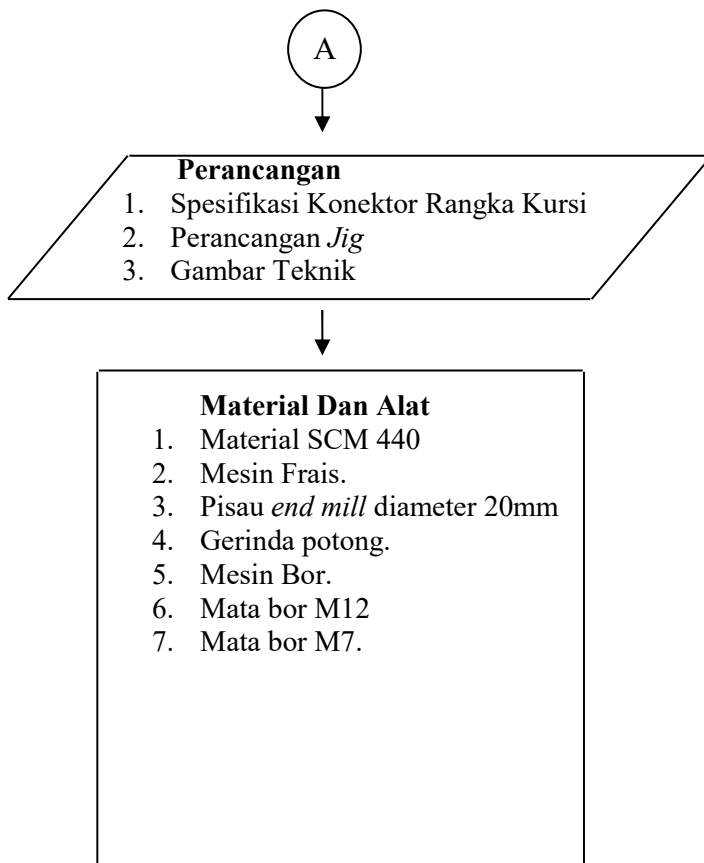 A
Perancangan
1. Spesifikasi Konektor Rangka Kursi
2. Perancangan Jig
3. Gambar Teknik
Material Dan Alat
1. Material SCM 440
2. Mesin Frais.
3. Pisau end mill diameter 20mm
4. Gerinda potong.
5. Mesin Bor.
6. Mata bor M12
7. Mata bor M7.